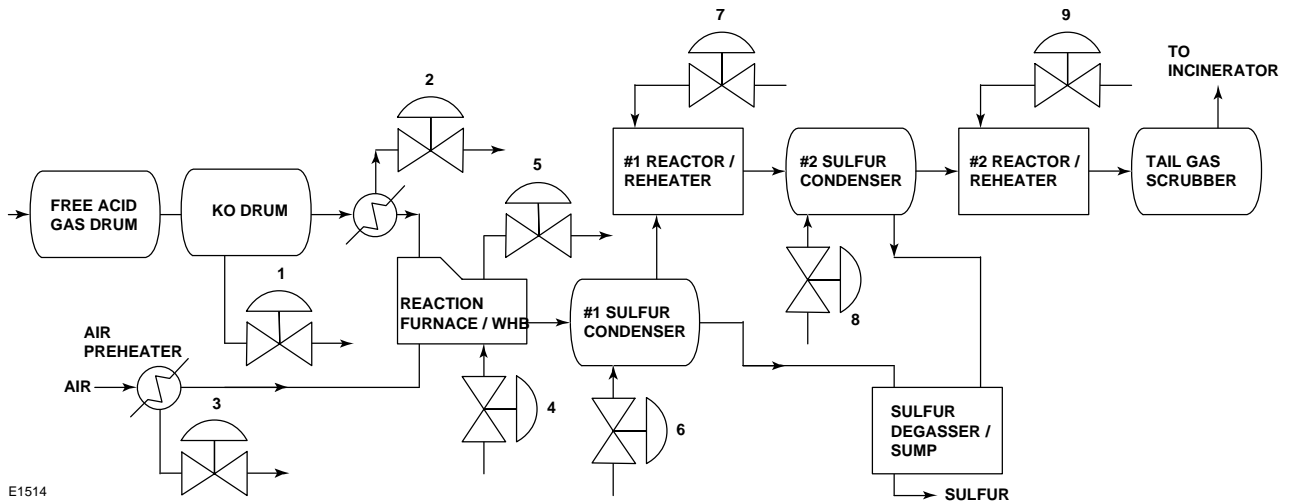 7
9
TO
INCINERATOR
2
#1 REACTOR /
REHEATER
#2 SULFUR
CONDENSER
#2 REACTOR /
REHEATER
TAIL GAS
SCRUBBER
5
FREE ACID
GAS DRUM
KO DRUM
1
REACTION
FURNACE / WHB
#1 SULFUR
CONDENSER
8
AIR
PREHEATER
AIR
3
4
6
SULFUR
DEGASSER /
SUMP
SULFUR
E1514